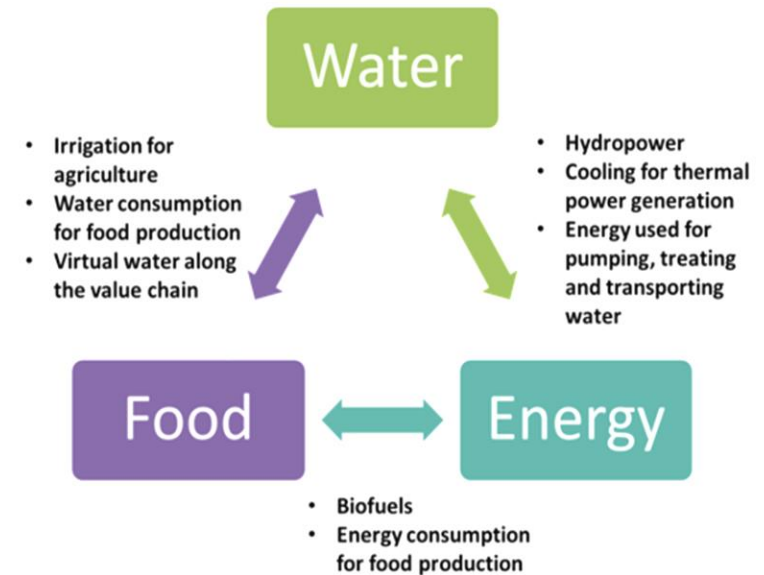 Water
• Irrigation for
agriculture
• Water consumption
for food production
• Virtual water along
the value chain
• Hydropower
• Cooling for thermal
power generation
• Energy used for
pumping, treating
and transporting
water
Food
Energy
• Biofuels
• Energy consumption
for food production